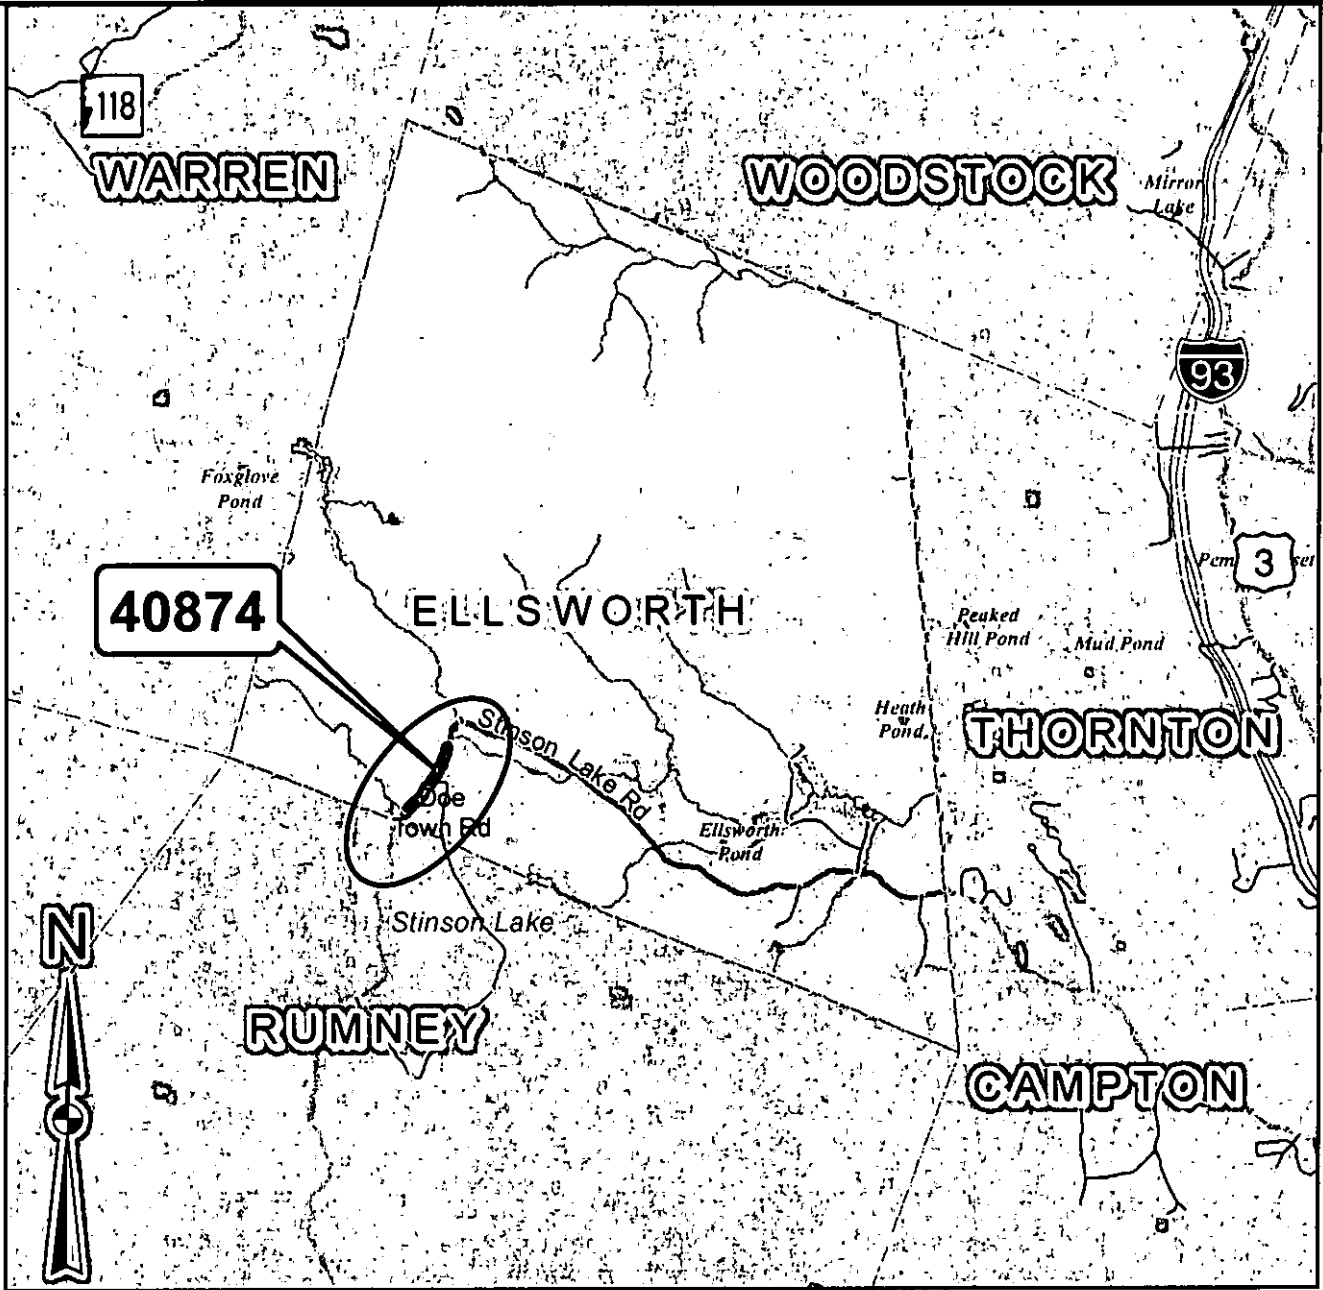 118
WARREN
WOODSTOCK
Mirror
Lake
93
Foxglove
Pond
3
40874
ELLSWORTH
Peaked
Hill Pond
Mud Pond
Heath
Pond
THORNTON
Stinson Lake Rd
Doe
Town Rd
Ellsworth
Pond
Stinson Lake
N
RUMNEY
CAMPTON